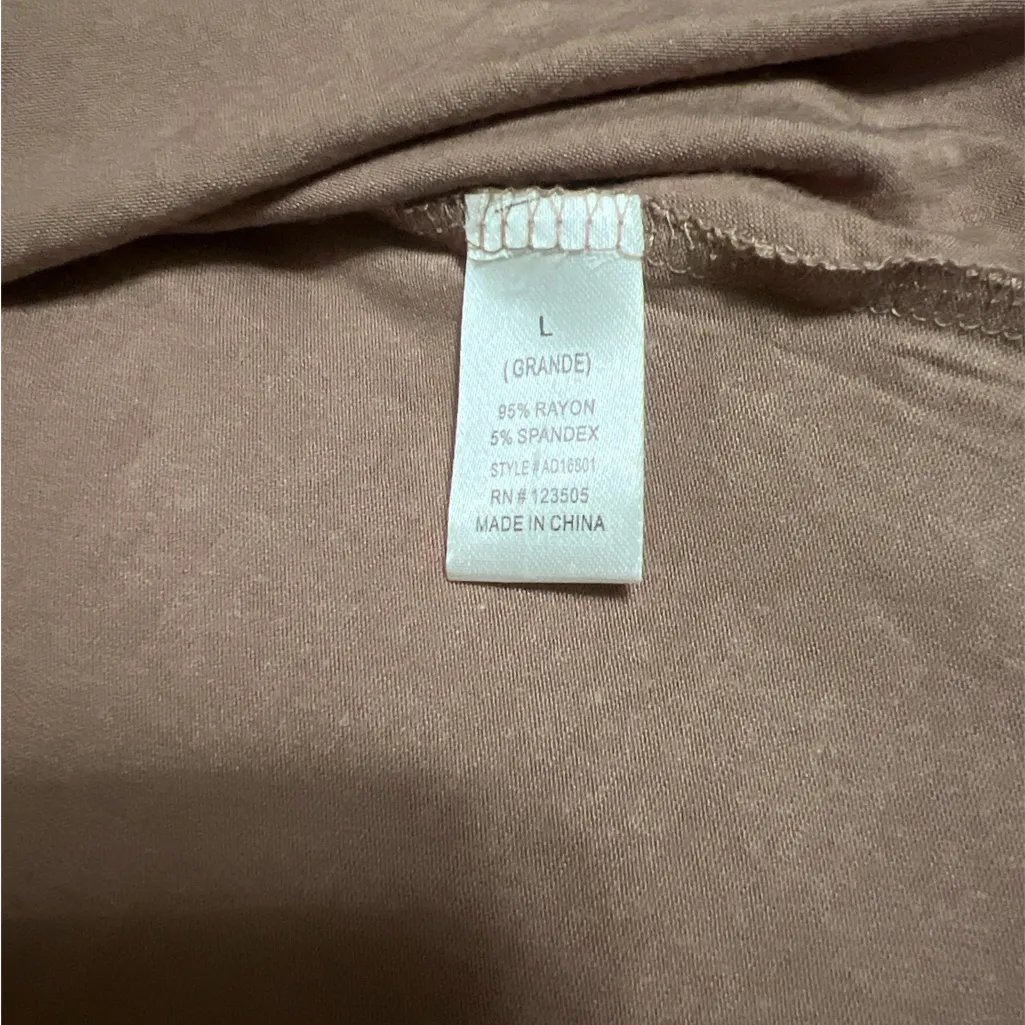 L
(GRANDE)
95% RAYON
5% SPANDEX
STYLE#AD16801
RN # 123505
MADE IN CHINA